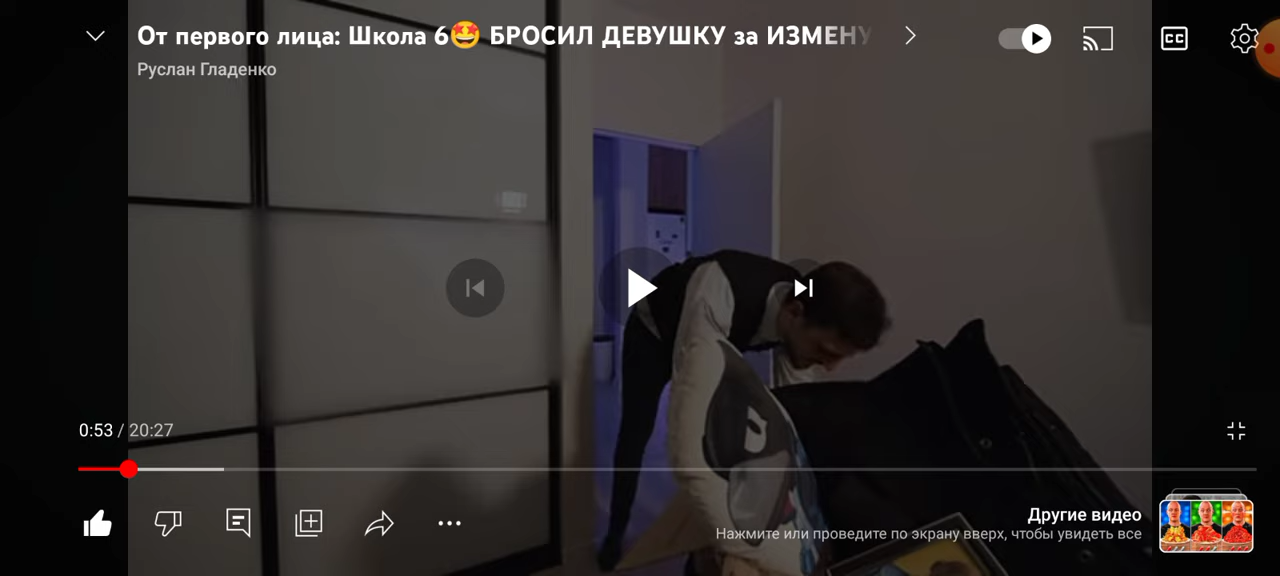 От первого лица: Школа 6🤩 БРОСИЛ ДЕВУШКУ за ИЗМЕНУ
Руслан Гладенко
CC
0:53 / 20:27
Другие видео
Нажмите или проведите по экрану вверх, чтобы увидеть все